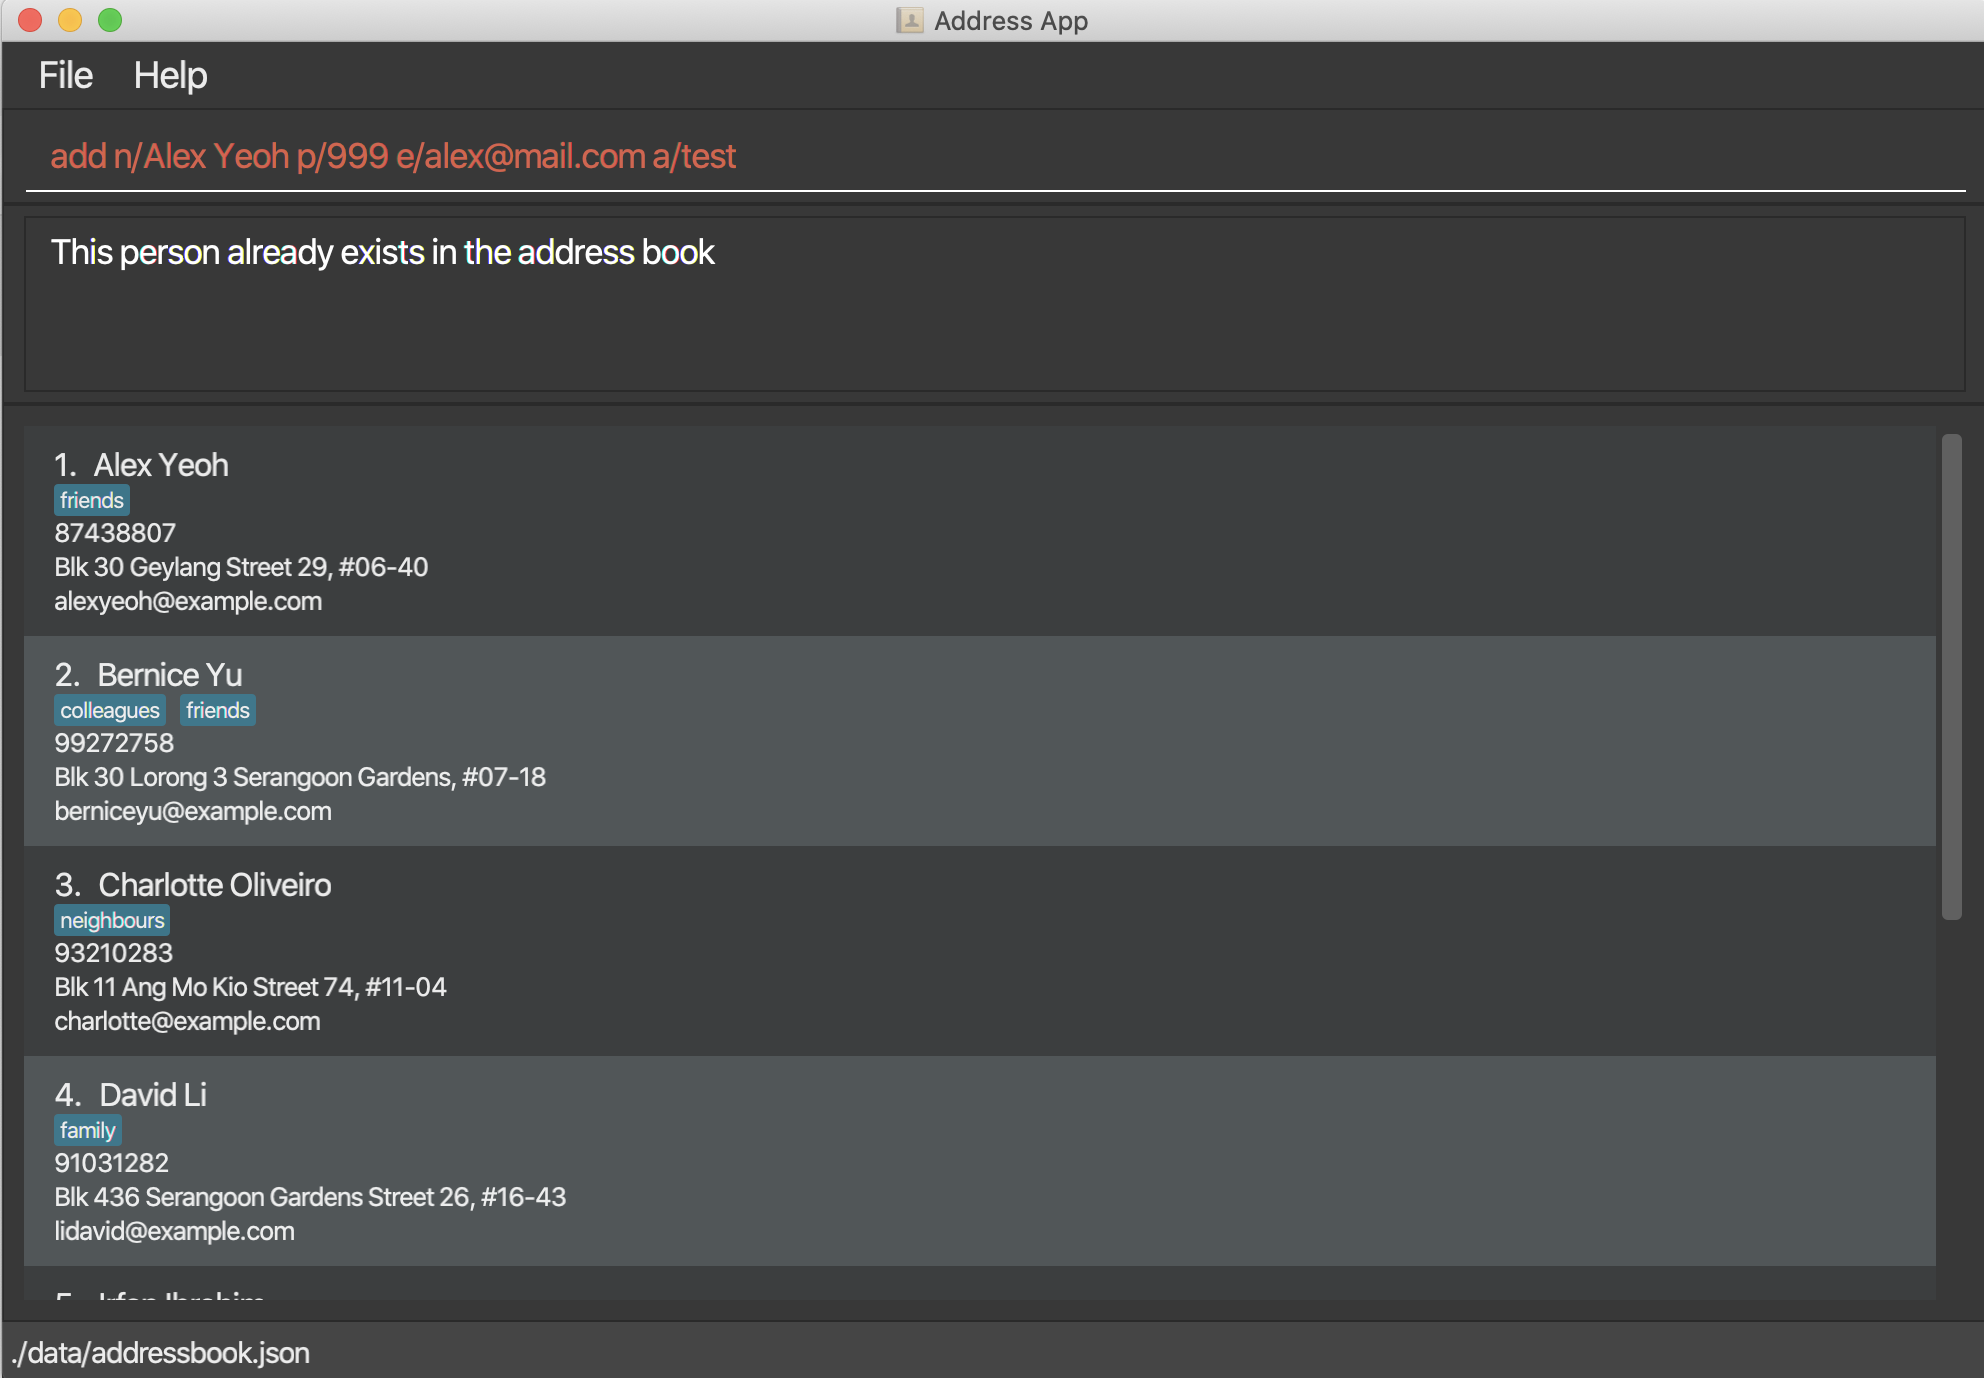 Address App
File Help
add n/Alex Yeoh p/999 e/alex@mail.com a/test
This person already exists in the address book
1. Alex Yeoh
friends
87438807
Blk 30 Geylang Street 29, #06-40
alexyeoh@example.com
2. Bernice Yu
colleagues friends
99272758
Blk 30 Lorong 3 Serangoon Gardens, #07-18
berniceyu@example.com
3. Charlotte Oliveiro
neighbours
93210283
Blk 11 Ang Mo Kio Street 74, #11-04
charlotte@example.com
4. David Li
family
91031282
Blk 436 Serangoon Gardens Street 26, #16-43
lidavid@example.com
5. Irfan Ibrahim
./data/addressbook.json